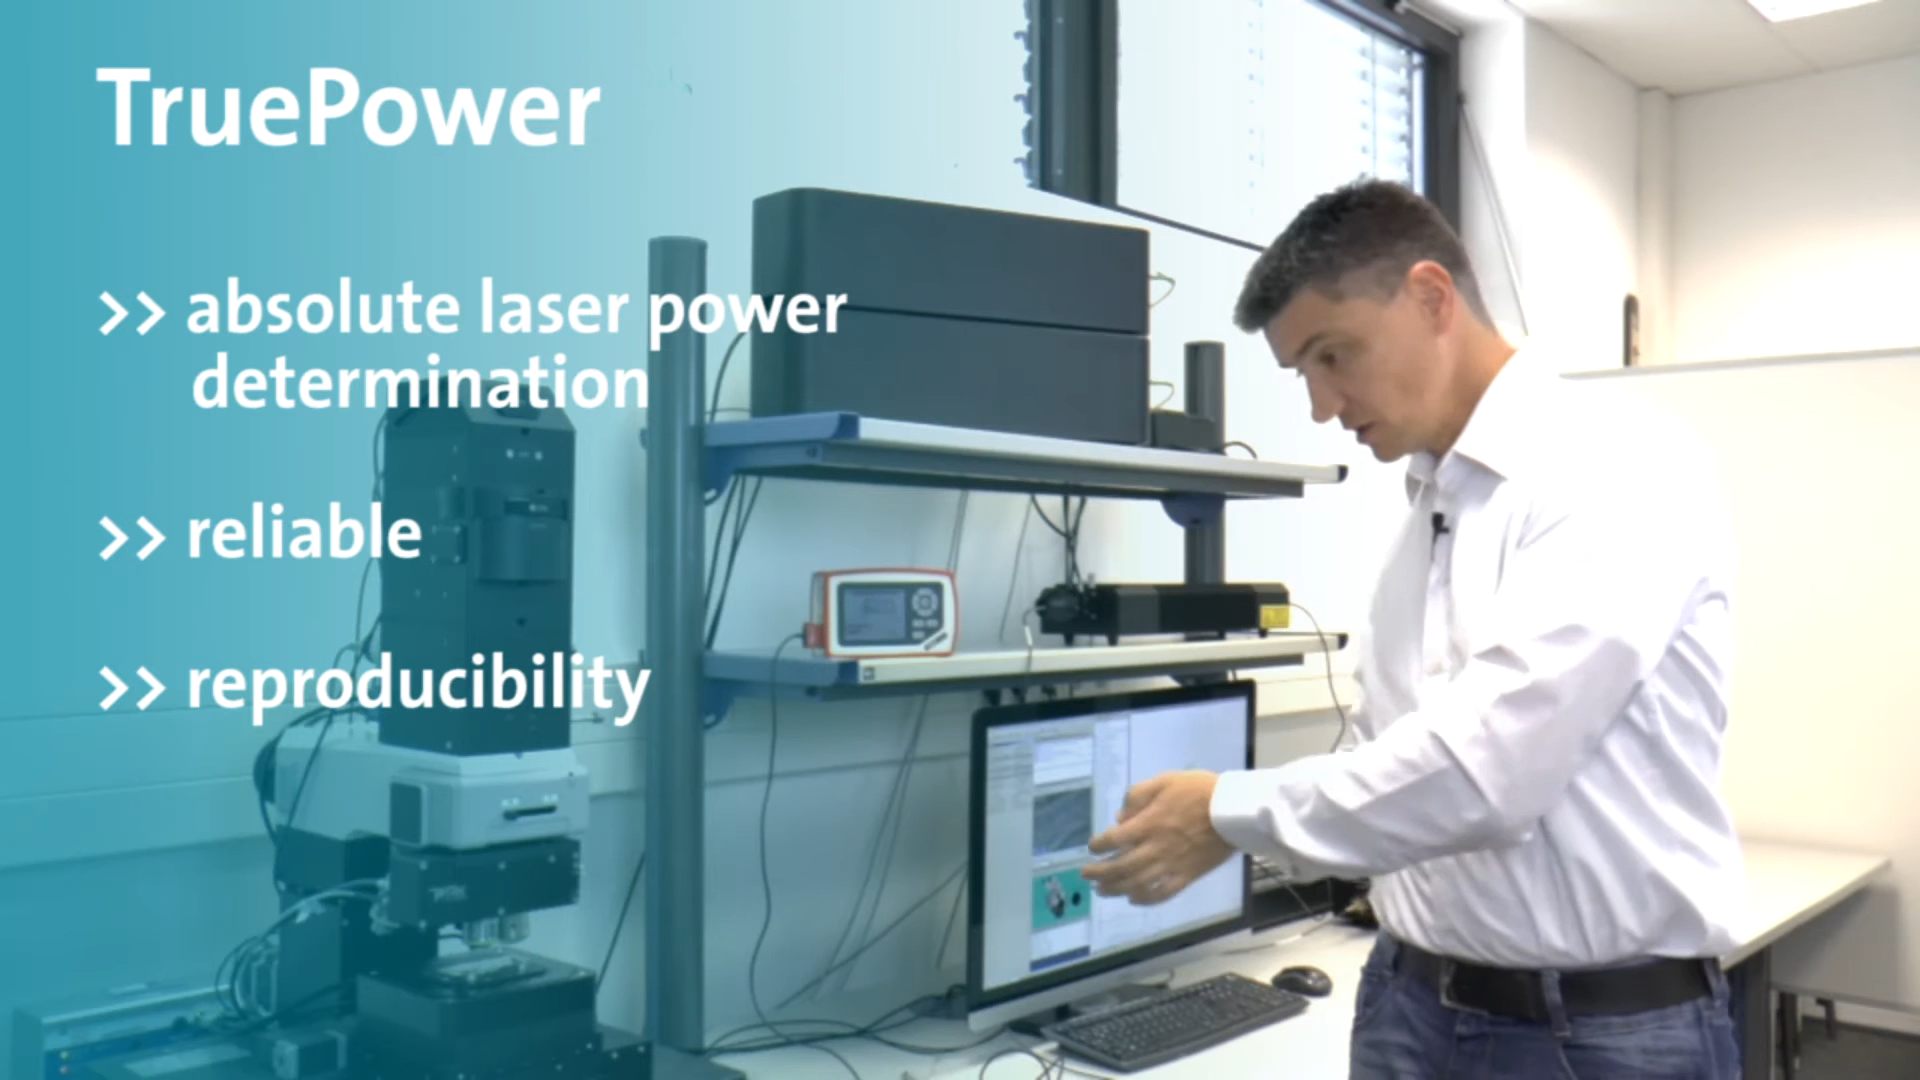 TruePower
>> absolute laser power
determination
>> reliable
>> reproducibility